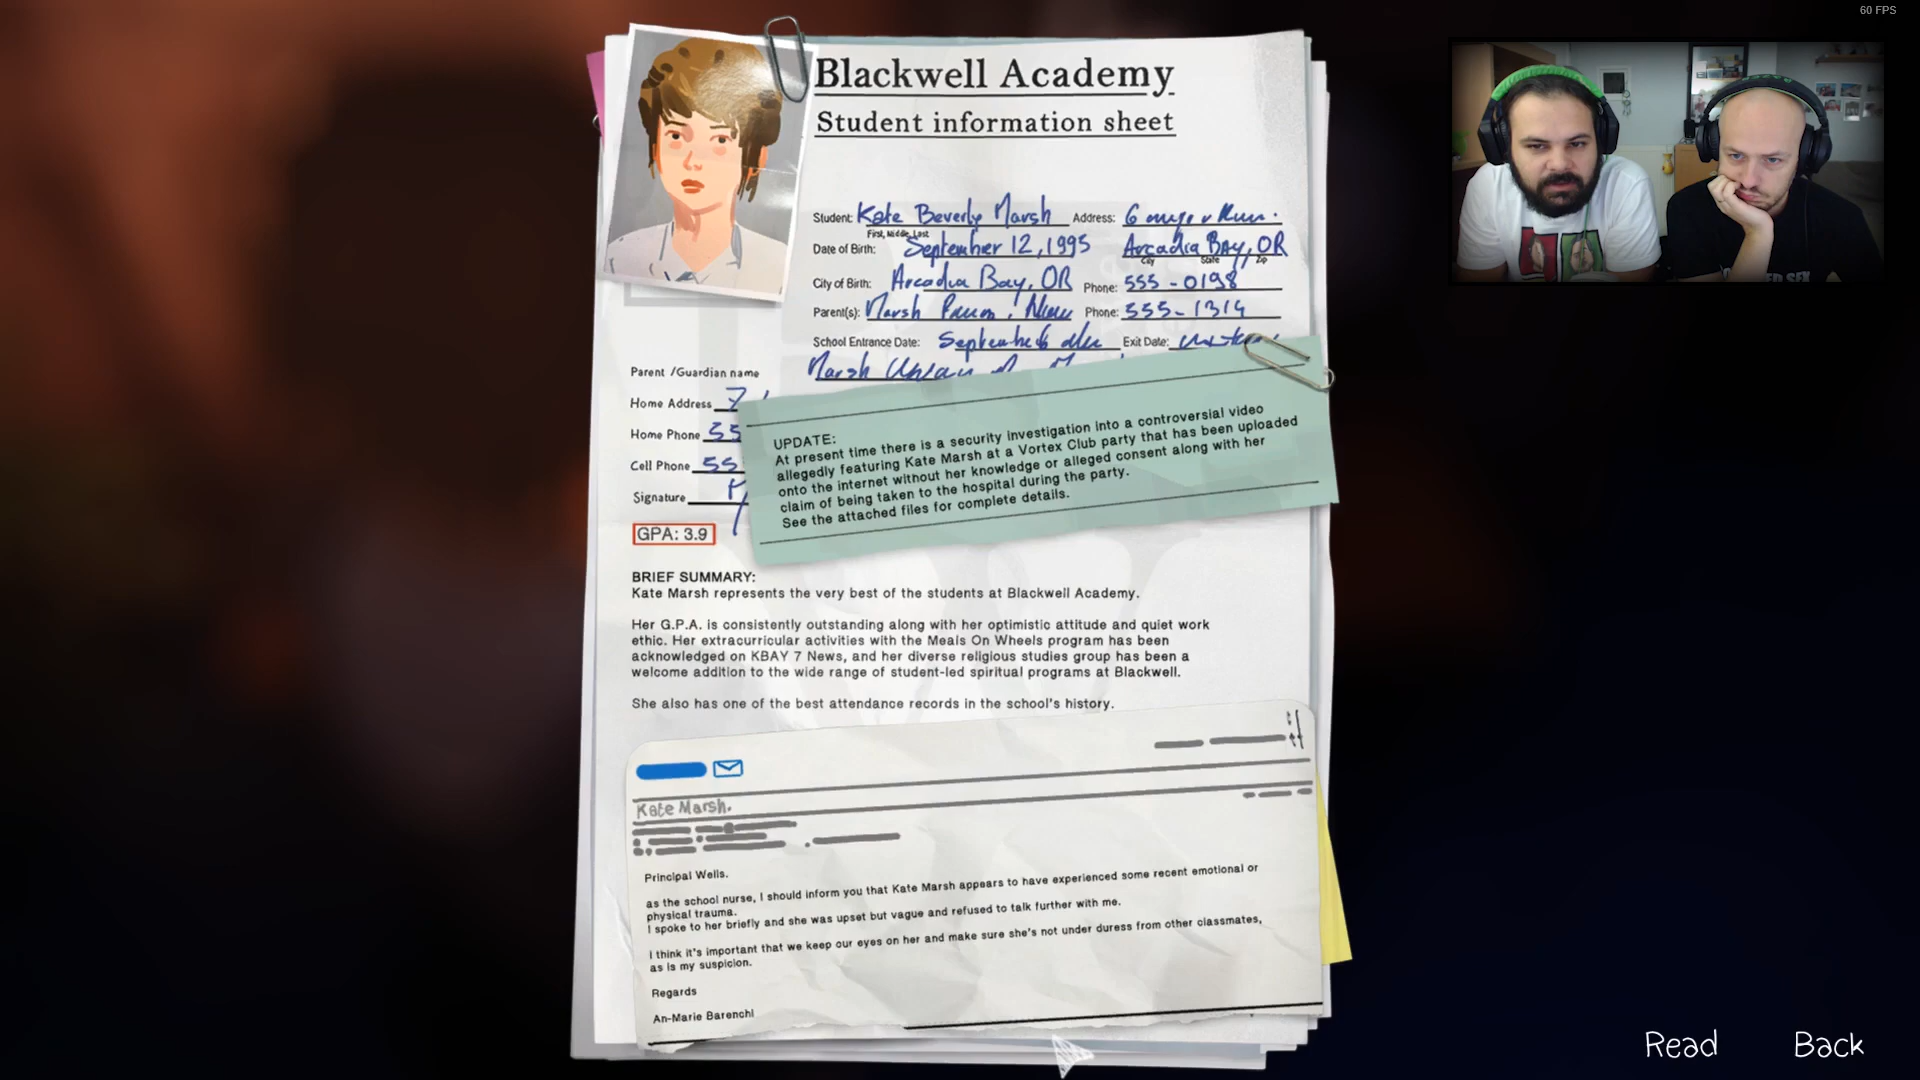 60 FPS
Blackwell Academy
Student information sheet
Student: Kate Beverly Marsh Address:
First, Middle, Last
Date of Birth: September 12, 1995 Arcadia Bay, OR
City State Zip
City of Birth: Arcadia Bay, OR Phone: 555-0198
Parent(s): Marsh Phone: 555-1314
School Entrance Date: Exit Date:
Parent /Guardian name Marsh
Home Address
Home Phone 55
Cell Phone 55
Signature
GPA: 3.9
UPDATE:
At present time there is a security investigation into a controversial video
allegedly featuring Kate Marsh at a Vortex Club party that has been uploaded
onto the internet without her knowledge or alleged consent along with her
claim of being taken to the hospital during the party.
See the attached files for complete details.
BRIEF SUMMARY:
Kate Marsh represents the very best of the students at Blackwell Academy.
Her G.P.A. is consistently outstanding along with her optimistic attitude and quiet work
ethic. Her extracurricular activities with the Meals On Wheels program has been
acknowledged on KBAY 7 News, and her diverse religious studies group has been a
welcome addition to the wide range of student-led spiritual programs at Blackwell.
She also has one of the best attendance records in the school's history.
Kate Marsh.
Principal Wells.
as the school nurse, I should inform you that Kate Marsh appears to have experienced some recent emotional or
physical trauma.
I spoke to her briefly and she was upset but vague and refused to talk further with me.
I think it's important that we keep our eyes on her and make sure she's not under duress from other classmates,
as is my suspicion.
Regards
An-Marie Barenchi
Read Back